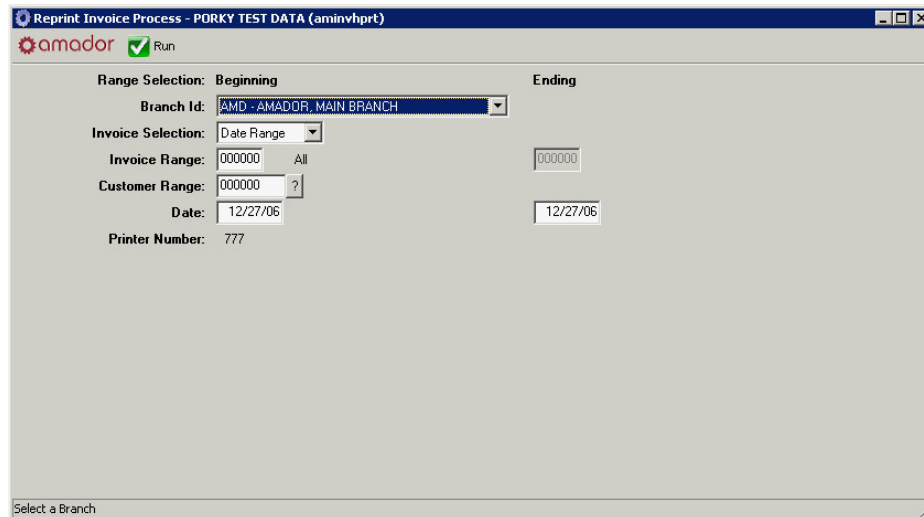 Reprint Invoice Process - PORKY TEST DATA (aminvhprt)
amador Run
Range Selection: Beginning Ending
Branch Id: AMD - AMADOR, MAIN BRANCH
Invoice Selection: Date Range
Invoice Range: 000000 All 000000
Customer Range: 000000 ?
Date: 12/27/06 12/27/06
Printer Number: 777
Select a Branch